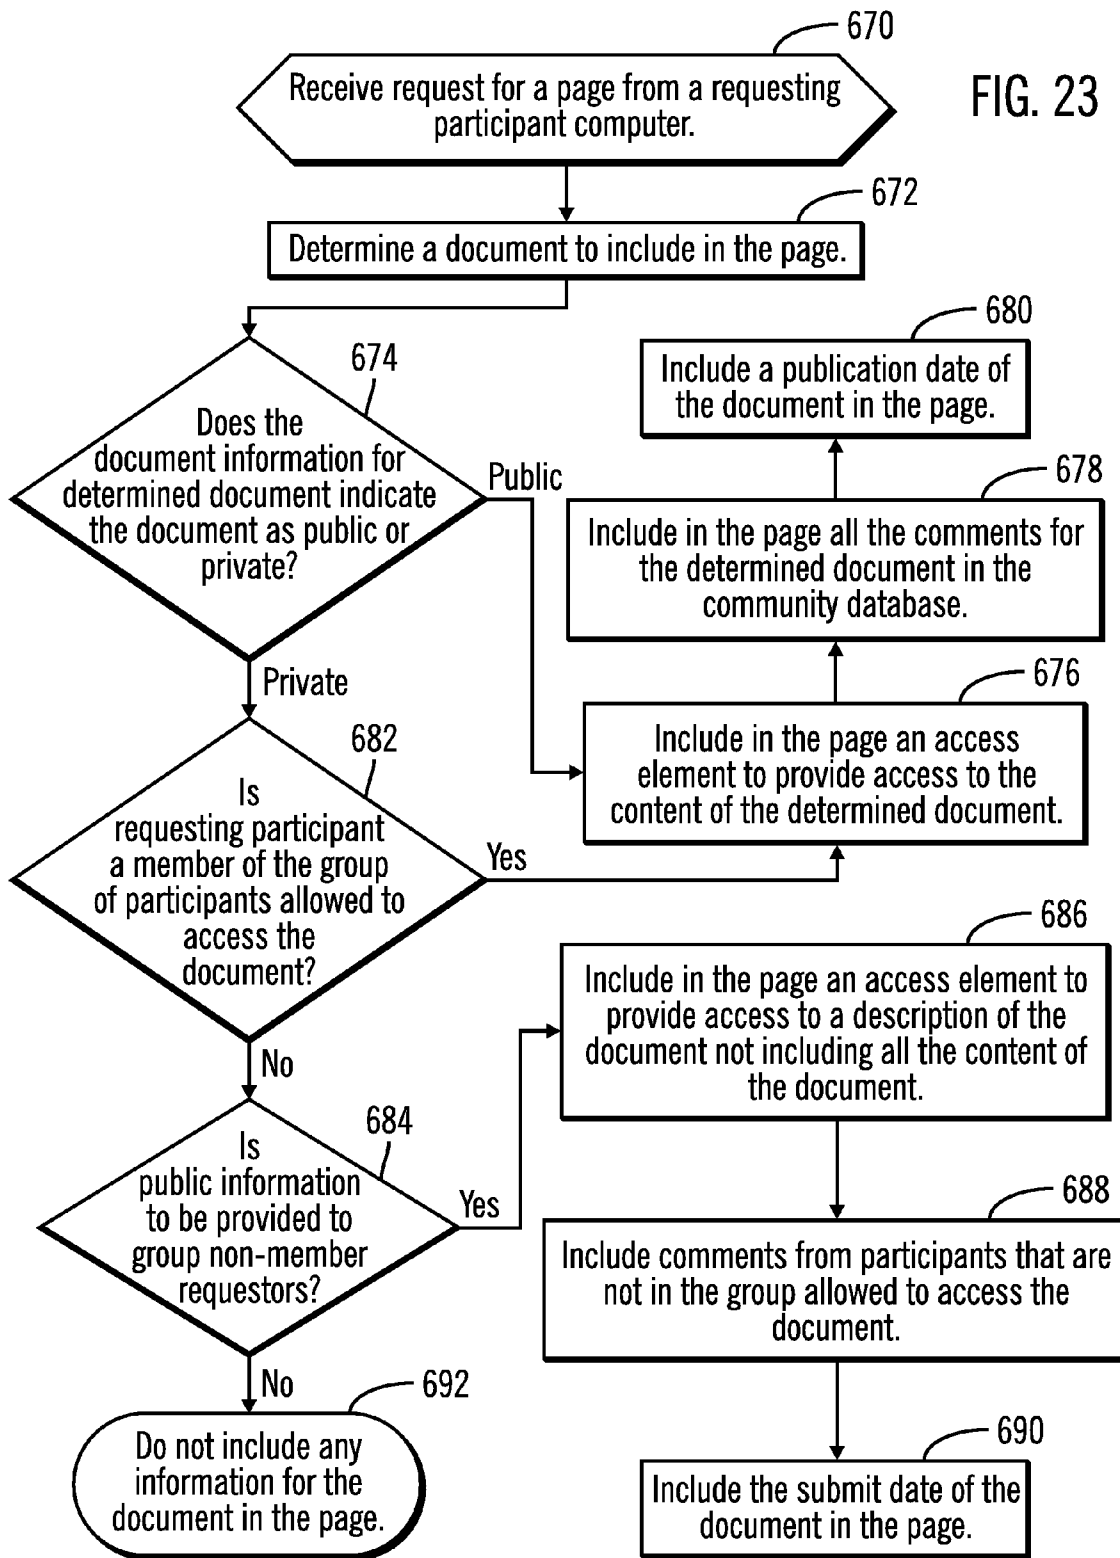 670
FIG. 23
Receive request for a page from a requesting
participant computer.
672
Determine a document to include in the page.
674
Does the
document information for
determined document indicate
the document as public or
private?
Public
Private
680
Include a publication date of
the document in the page.
678
Include in the page all the comments for
the determined document in the
community database.
676
Include in the page an access
element to provide access to the
content of the determined document.
682
Is
requesting participant
a member of the group
of participants allowed to
access the
document?
Yes
No
686
Include in the page an access element to
provide access to a description of the
document not including all the content of
the document.
684
Is
public information
to be provided to
group non-member
requestors?
Yes
No
688
Include comments from participants that are
not in the group allowed to access the
document.
692
Do not include any
information for the
document in the page.
690
Include the submit date of the
document in the page.